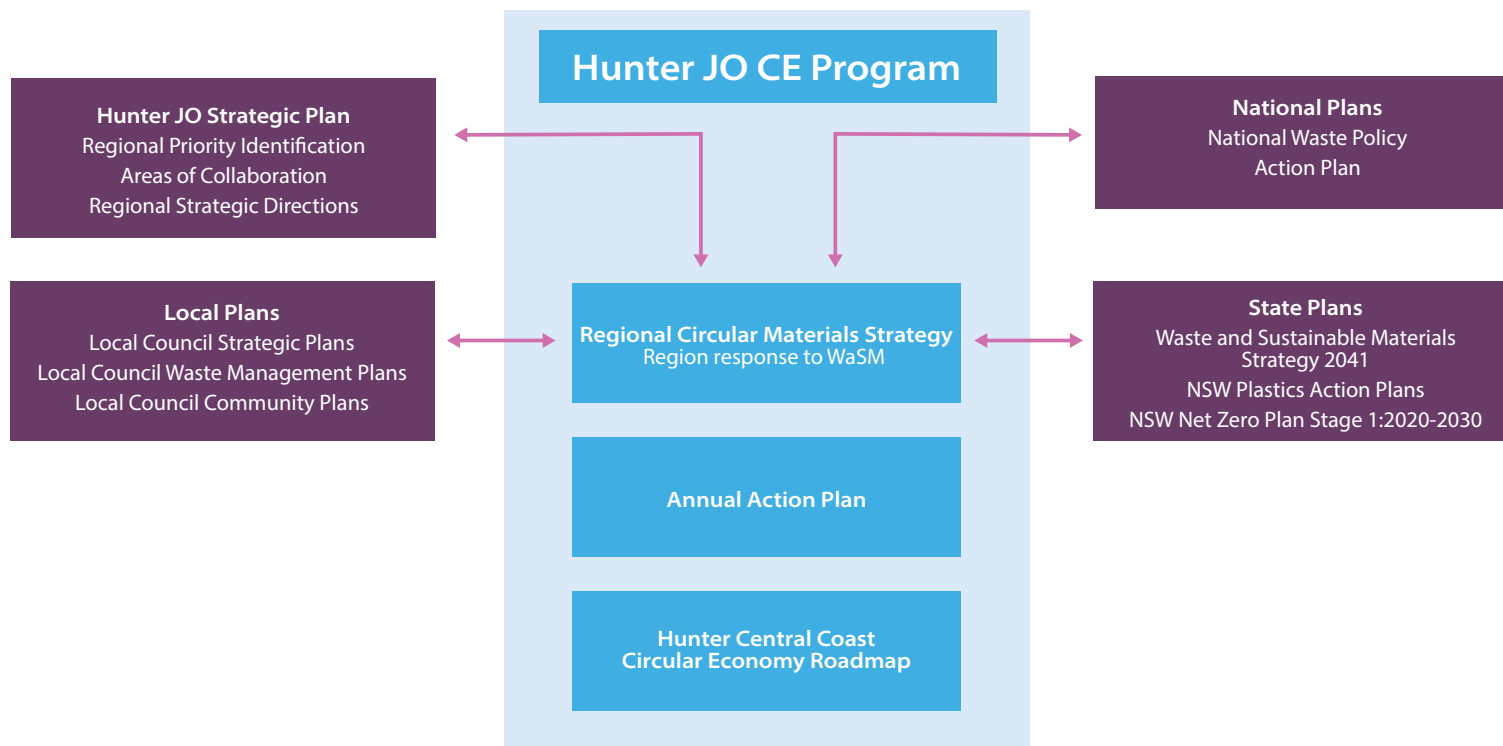 Hunter JO CE Program
Hunter JO Strategic Plan
Regional Priority Identification
Areas of Collaboration
Regional Strategic Directions
National Plans
National Waste Policy
Action Plan
Local Plans
Local Council Strategic Plans
Local Council Waste Management Plans
Local Council Community Plans
Regional Circular Materials Strategy
Region response to WaSM
State Plans
Waste and Sustainable Materials
Strategy 2041
NSW Plastics Action Plans
NSW Net Zero Plan Stage 1:2020-2030
Annual Action Plan
Hunter Central Coast
Circular Economy Roadmap